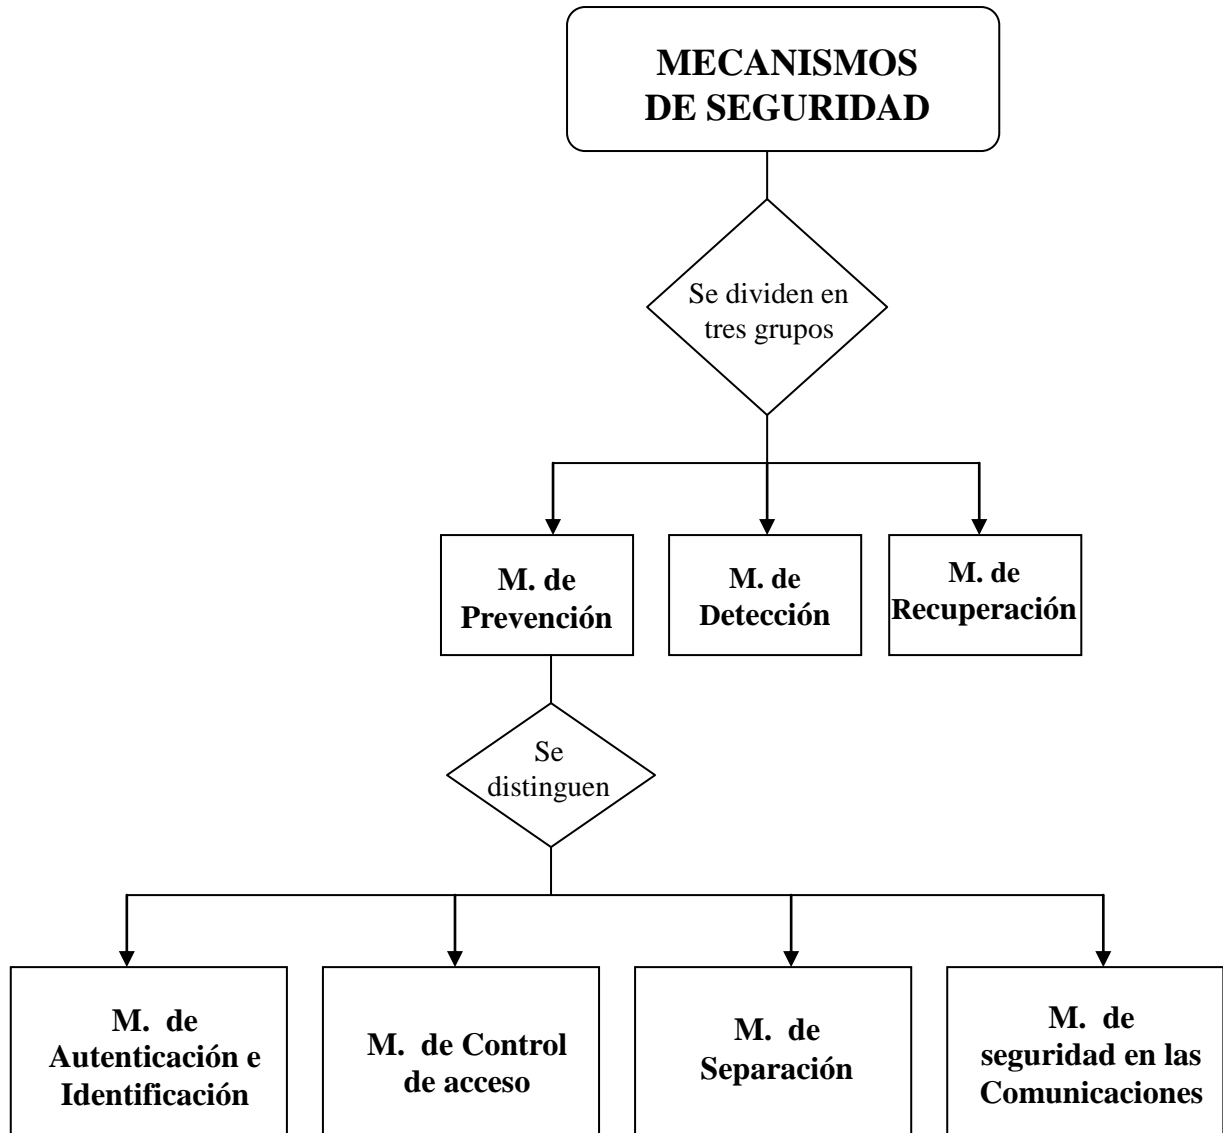 MECANISMOS
DE SEGURIDAD
Se dividen en
tres grupos
M. de
Prevención
M. de
Detección
M. de
Recuperación
Se
distinguen
M. de
Autenticación e
Identificación
M. de Control
de acceso
M. de
Separación
M. de
seguridad en las
Comunicaciones